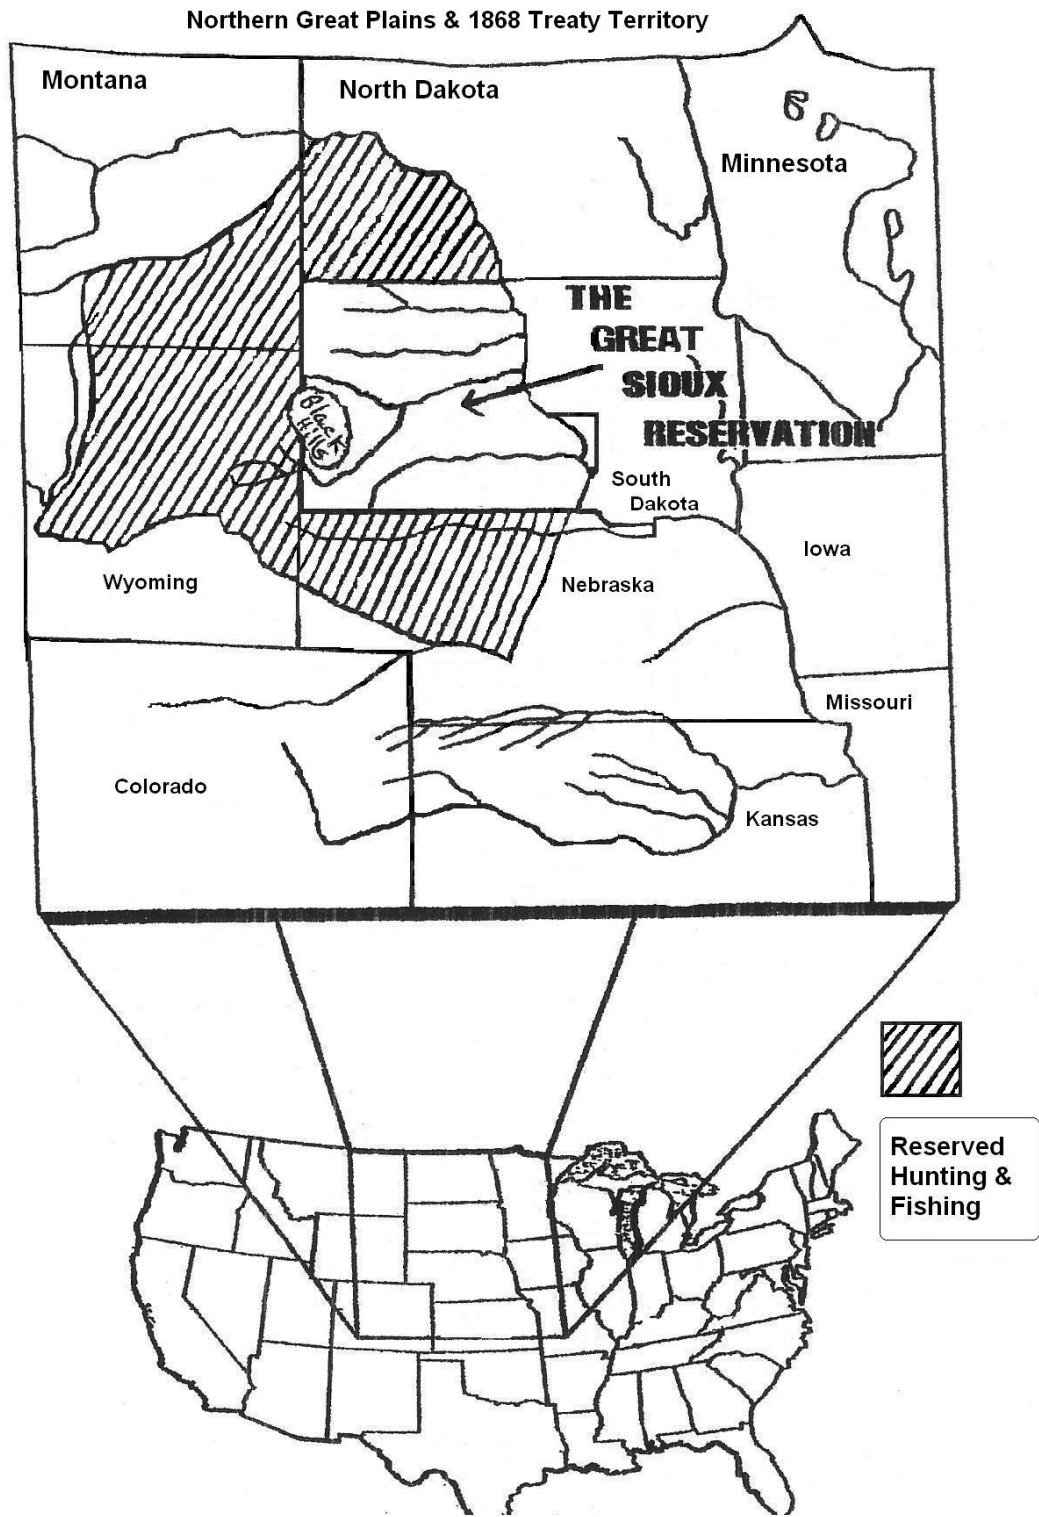 Northern Great Plains & 1868 Treaty Territory
Montana
North Dakota
Minnesota
THE
GREAT
SIOUX
RESERVATION
Black
Hills
South
Dakota
Iowa
Wyoming
Nebraska
Missouri
Colorado
Kansas
Reserved
Hunting &
Fishing